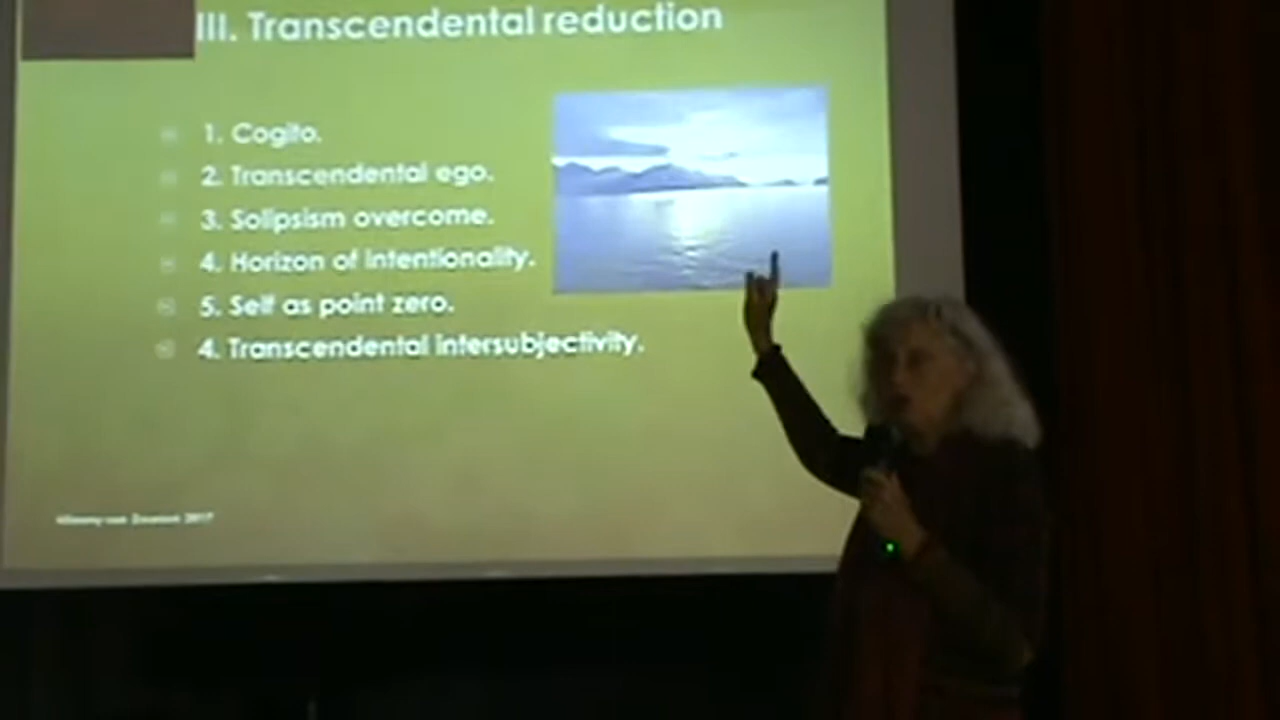 III. Transcendental reduction
1. Cogito.
2. Transcendental ego.
3. Solipsism overcome.
4. Horizon of intentionality.
5. Self as point zero.
4. Transcendental intersubjectivity.
2017